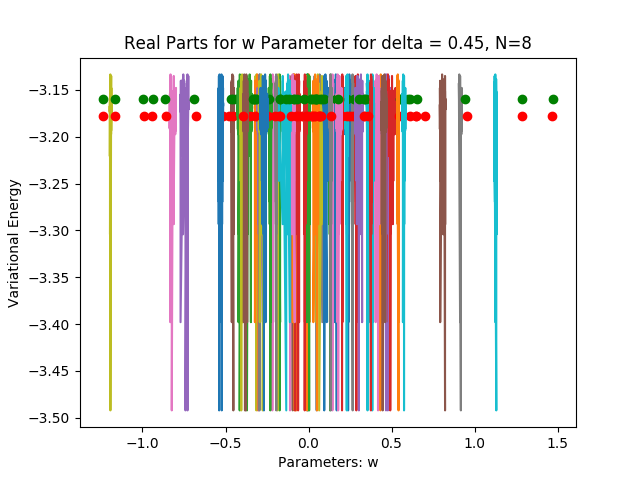 Real Parts for w Parameter for delta = 0.45, N=8
−3.15
−3.20
−3.25
−3.30
−3.35
−3.40
−3.45
−3.50
Variational Energy
−1.0 −0.5 0.0 0.5 1.0 1.5
Parameters: w